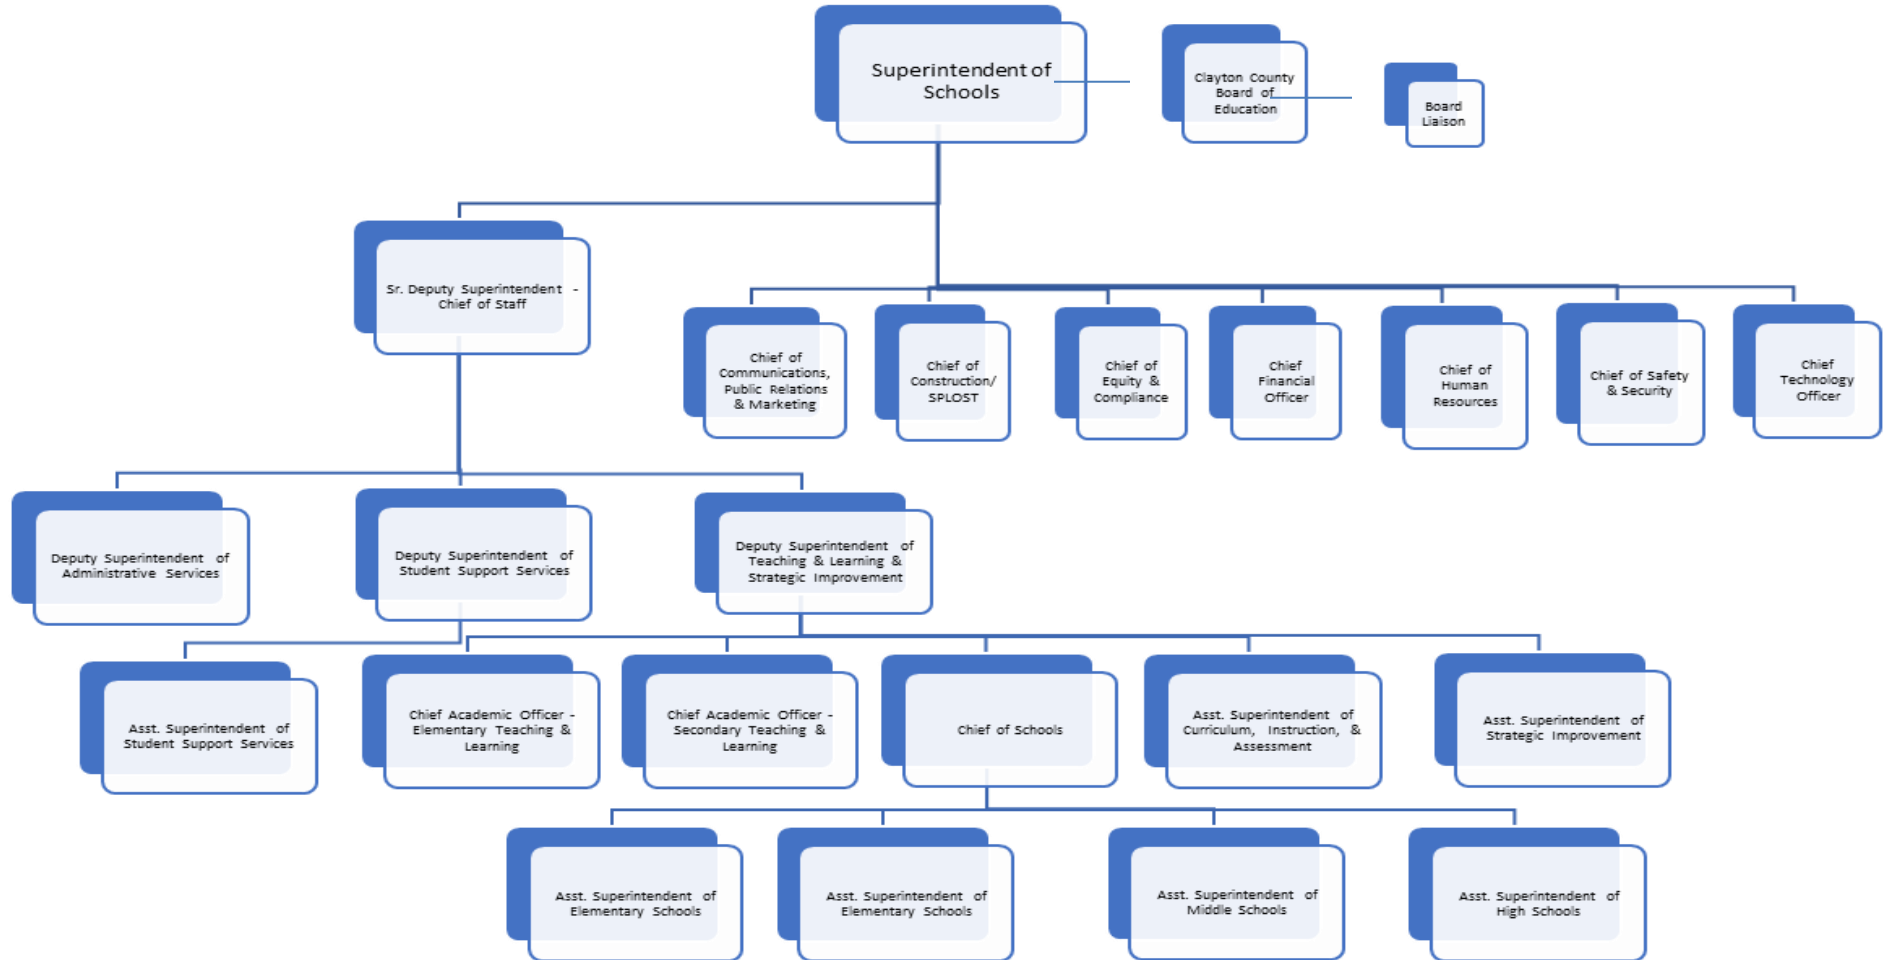 Superintendent of
Schools
Clayton County
Board of
Education
Board
Liaison
Sr. Deputy Superintendent -
Chief of Staff
Chief of
Communications,
Public Relations
& Marketing
Chief of
Construction/
SPLOST
Chief of
Equity &
Compliance
Chief
Financial
Officer
Chief of
Human
Resources
Chief of Safety
& Security
Chief
Technology
Officer
Deputy Superintendent of
Administrative Services
Deputy Superintendent of
Student Support Services
Deputy Superintendent of
Teaching & Learning &
Strategic Improvement
Asst. Superintendent of
Student Support Services
Chief Academic Officer -
Elementary Teaching &
Learning
Chief Academic Officer -
Secondary Teaching &
Learning
Chief of Schools
Asst. Superintendent of
Curriculum, Instruction, &
Assessment
Asst. Superintendent of
Strategic Improvement
Asst. Superintendent of
Elementary Schools
Asst. Superintendent of
Elementary Schools
Asst. Superintendent of
Middle Schools
Asst. Superintendent of
High Schools